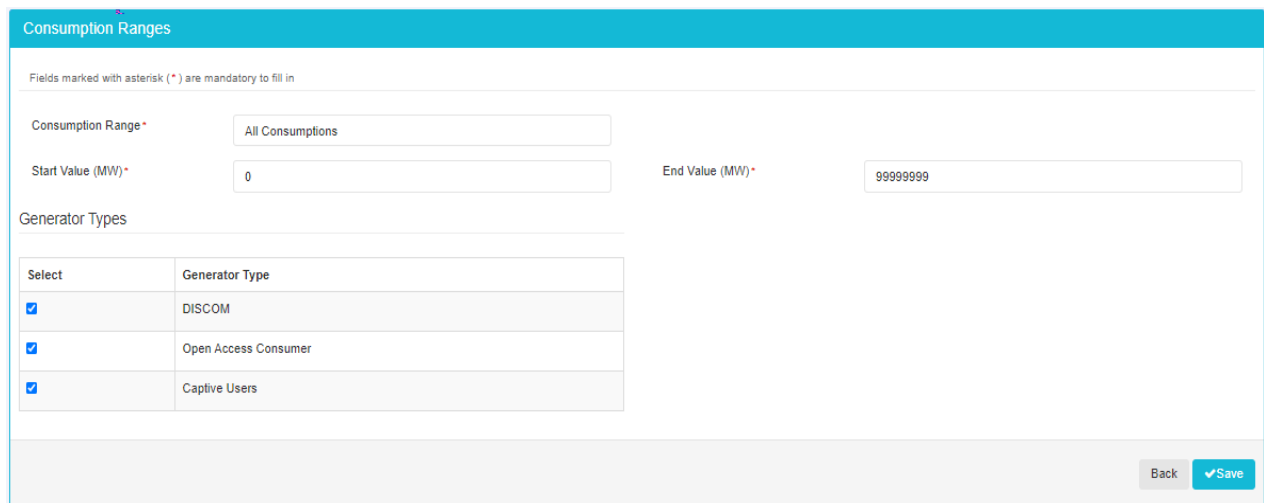 Consumption Ranges
Fields marked with asterisk (*) are mandatory to fill in
Consumption Range* All Consumptions
Start Value (MW)* 0 End Value (MW)* 99999999
Generator Types
Select Generator Type
DISCOM
Open Access Consumer
Captive Users
Back ✔Save